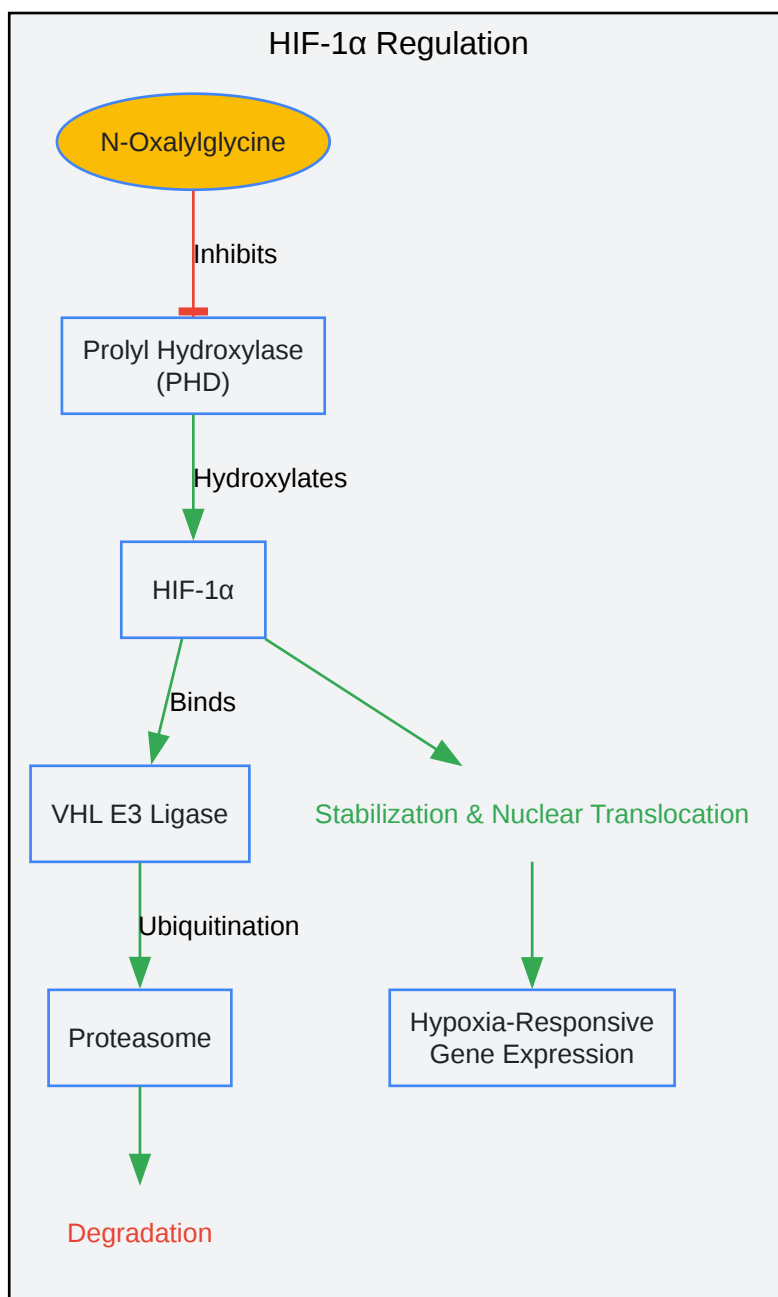 HIF-1α Regulation
N-Oxalylglycine
Inhibits
Prolyl Hydroxylase
(PHD)
Hydroxylates
HIF-1α
Binds
VHL E3 Ligase
Stabilization & Nuclear Translocation
Ubiquitination
Proteasome
Hypoxia-Responsive
Gene Expression
Degradation